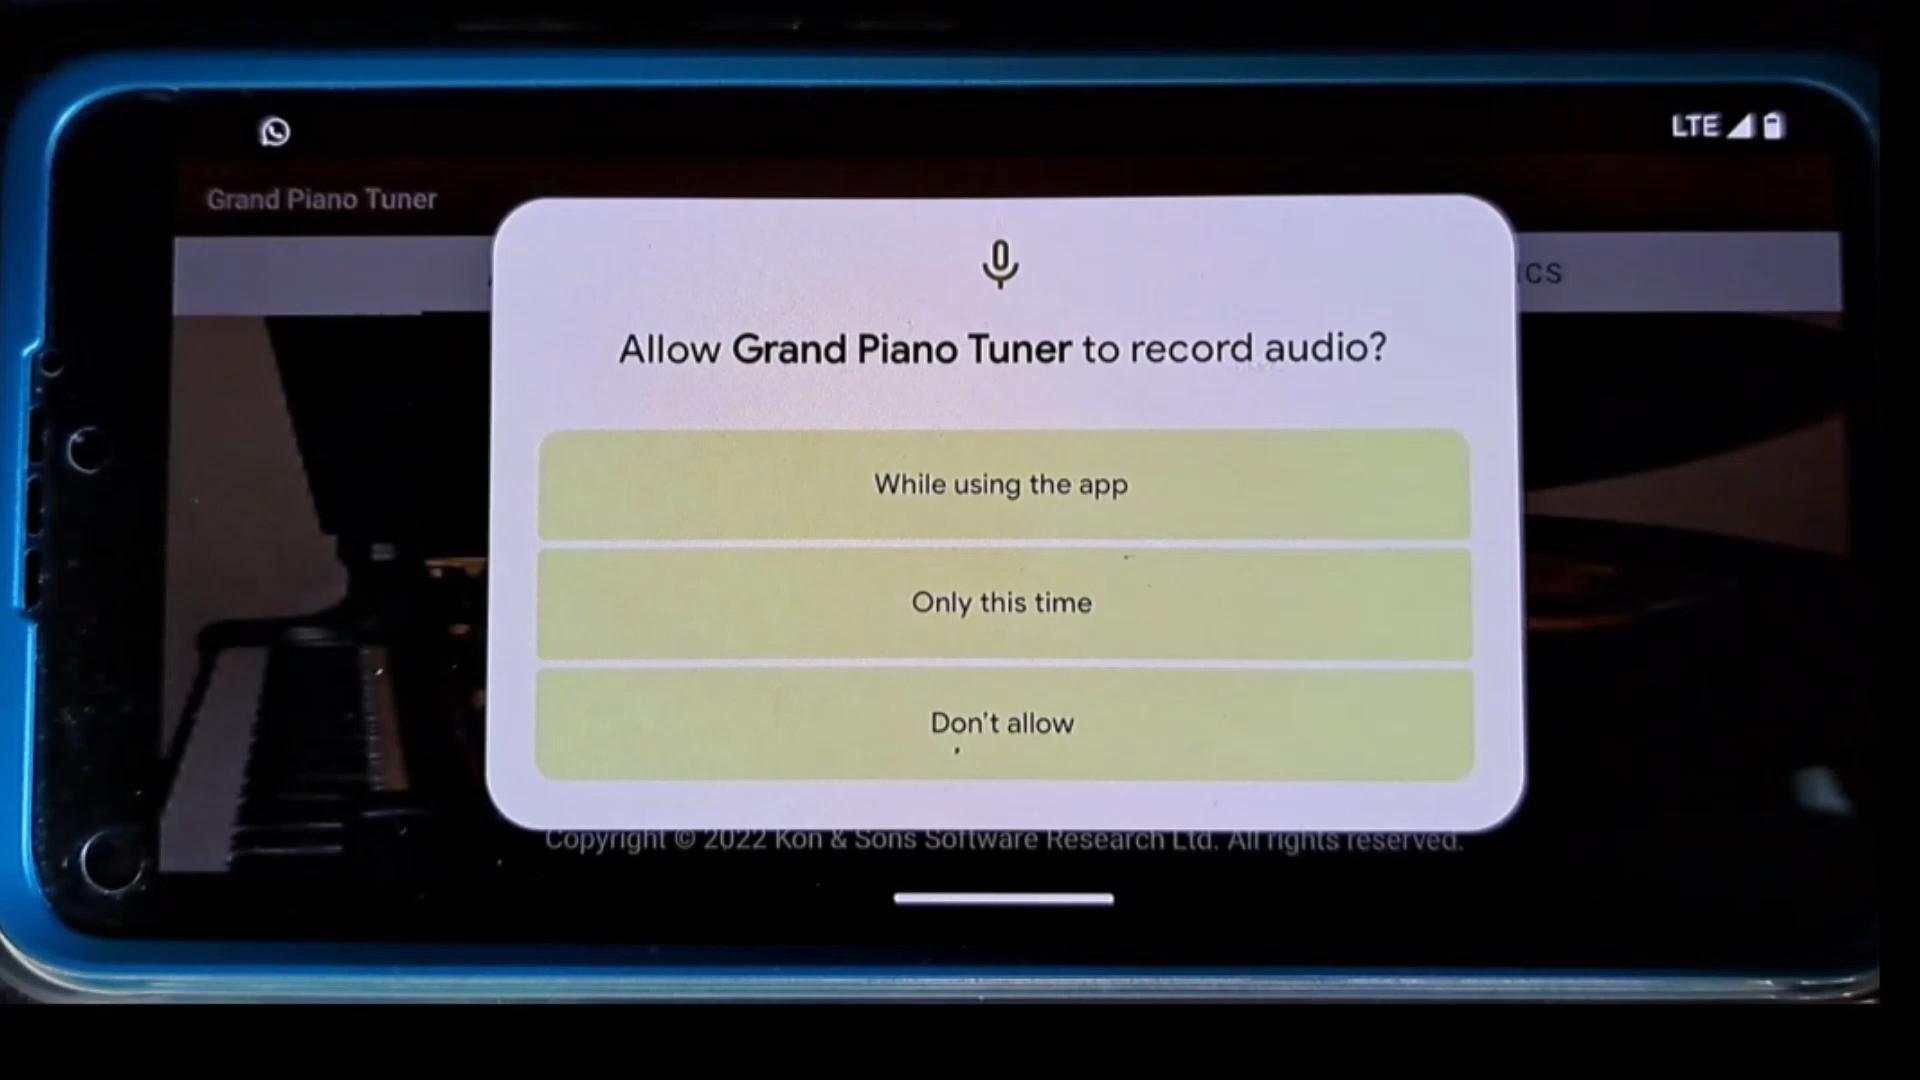 LTE
Grand Piano Tuner
ICS
Allow Grand Piano Tuner to record audio?
While using the app
Only this time
Don't allow
Copyright © 2022 Kon & Sons Software Research Ltd. All rights reserved.